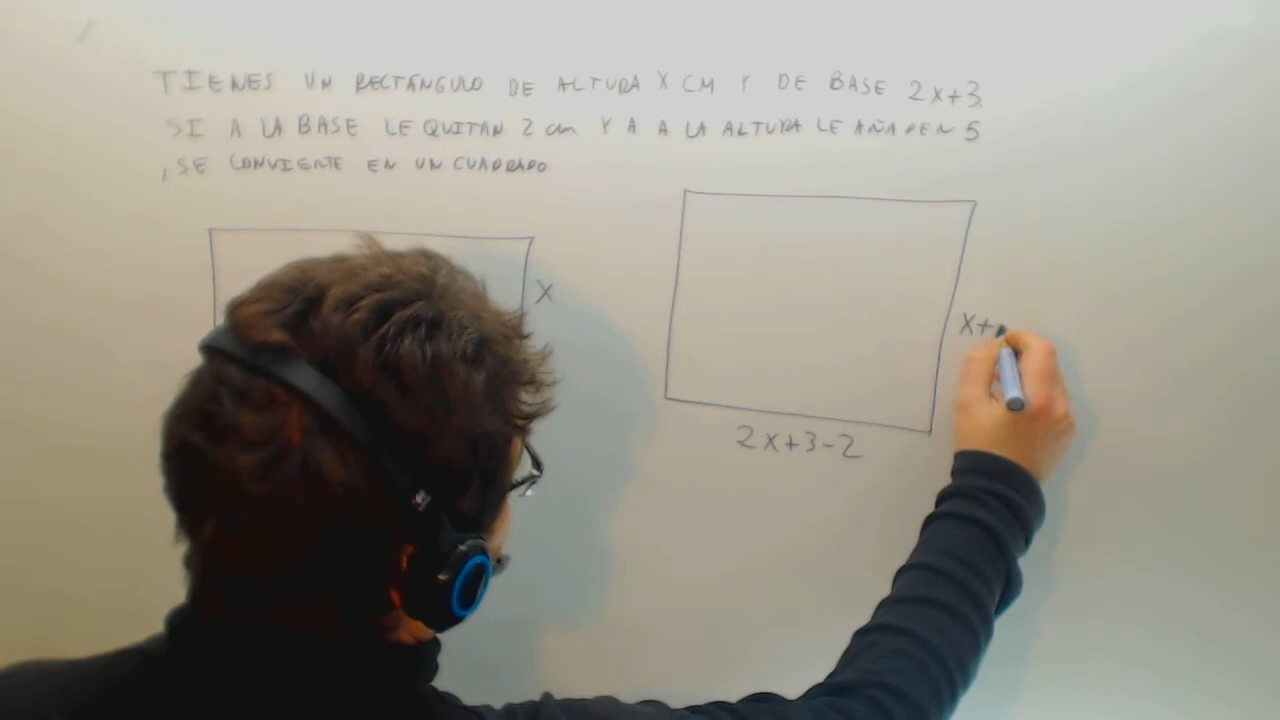 TIENES UN RECTÁNGULO DE ALTURA X CM Y DE BASE 2X+3
SI A LA BASE LE QUITAN 2 cm Y A A LA ALTURA LE AÑADEN 5
, SE CONVIERTE EN UN CUADRADO
X
X+
2X+3-2